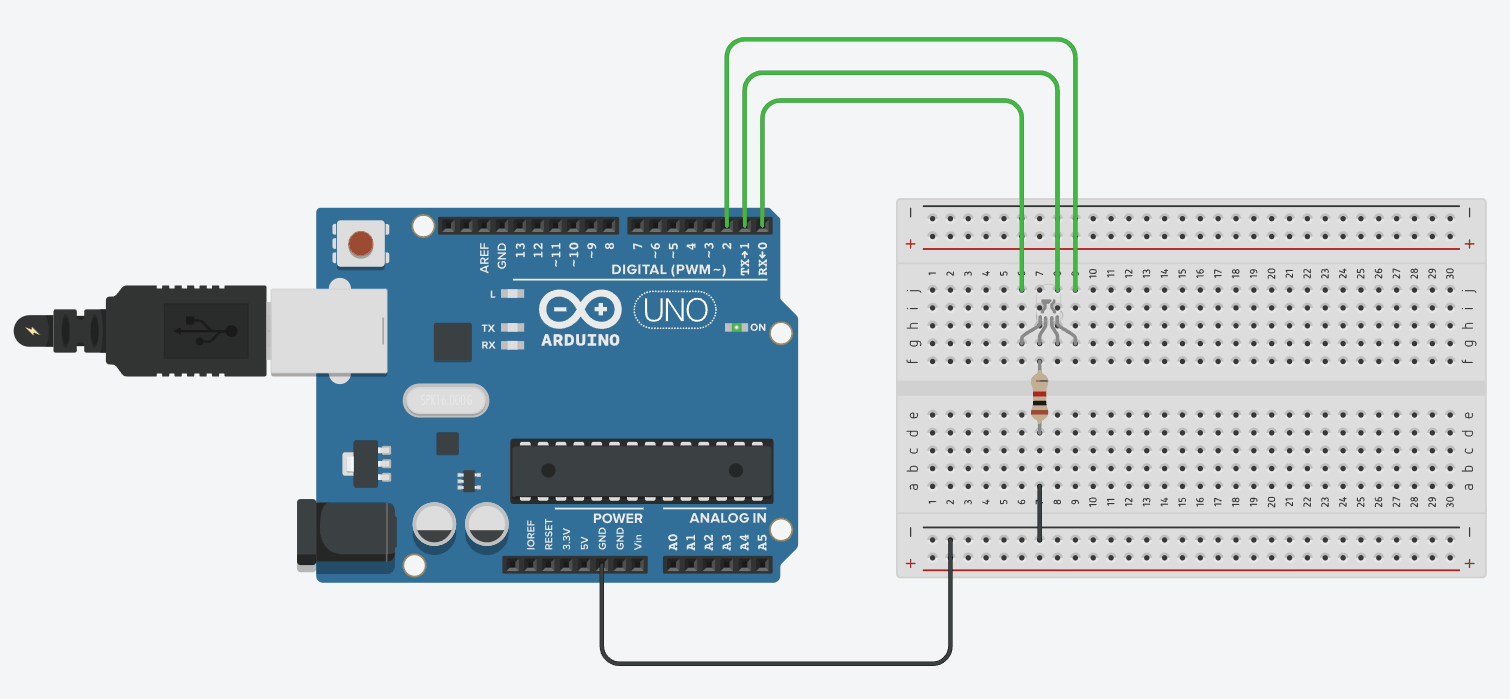 AREF GND 13 12 ~11 ~10 ~9 8 7 ~6 ~5 4 ~3 2 TX→1 RX←0
DIGITAL (PWM~)
L
TX
RX
ARDUINO
UNO
ON
SPK16.000G
POWER
ANALOG IN
IOREF RESET 3.3V 5V GND GND Vin A0 A1 A2 A3 A4 A5
− −
+ +
1 2 3 4 5 6 7 8 9 10 11 12 13 14 15 16 17 18 19 20 21 22 23 24 25 26 27 28 29 30
j j
i i
h h
g g
f f
e e
d d
c c
b b
a a
1 2 3 4 5 6 7 8 9 10 11 12 13 14 15 16 17 18 19 20 21 22 23 24 25 26 27 28 29 30
− −
+ +